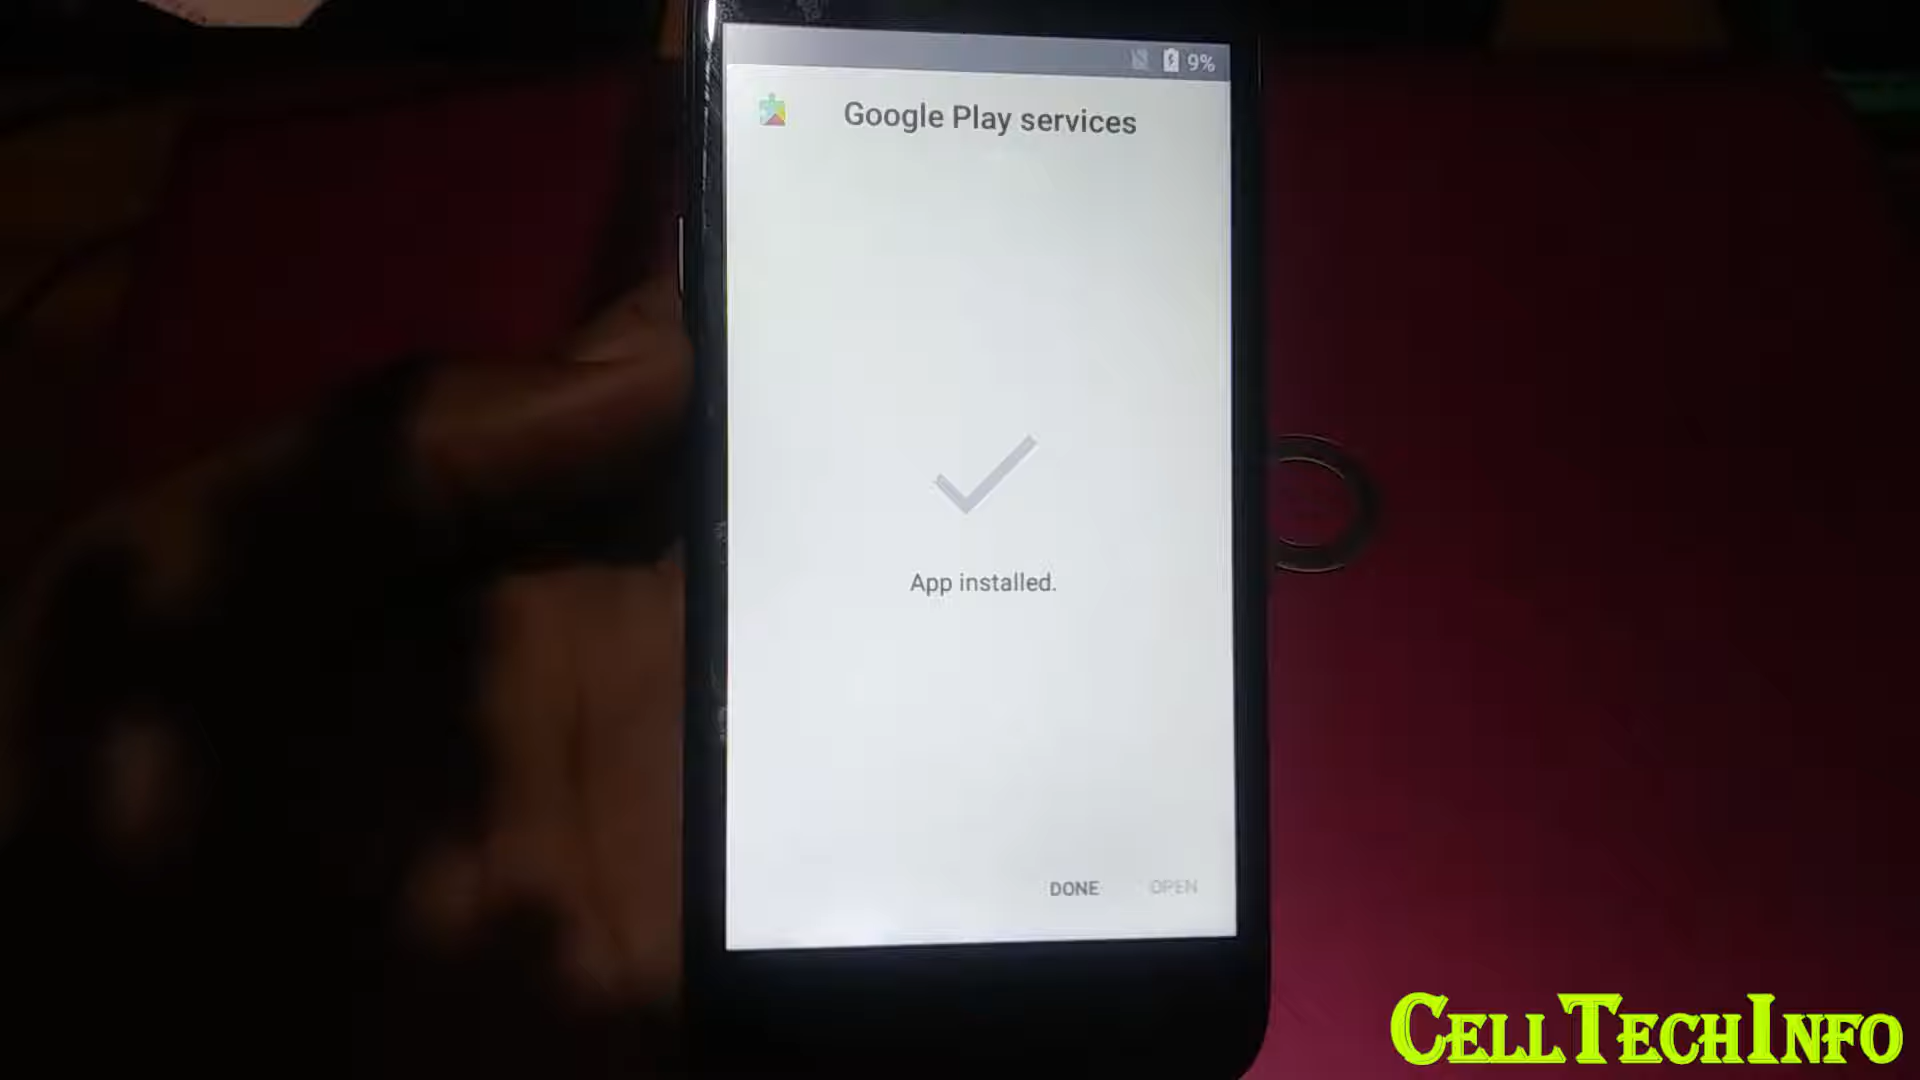 9%
Google Play services
App installed.
DONE OPEN
CELLTECHINFO